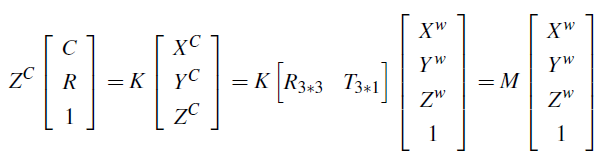 Z^C [C R 1] = K [X^C Y^C Z^C] = K [R_{3*3} T_{3*1}] [X^w Y^w Z^w 1] = M [X^w Y^w Z^w 1]